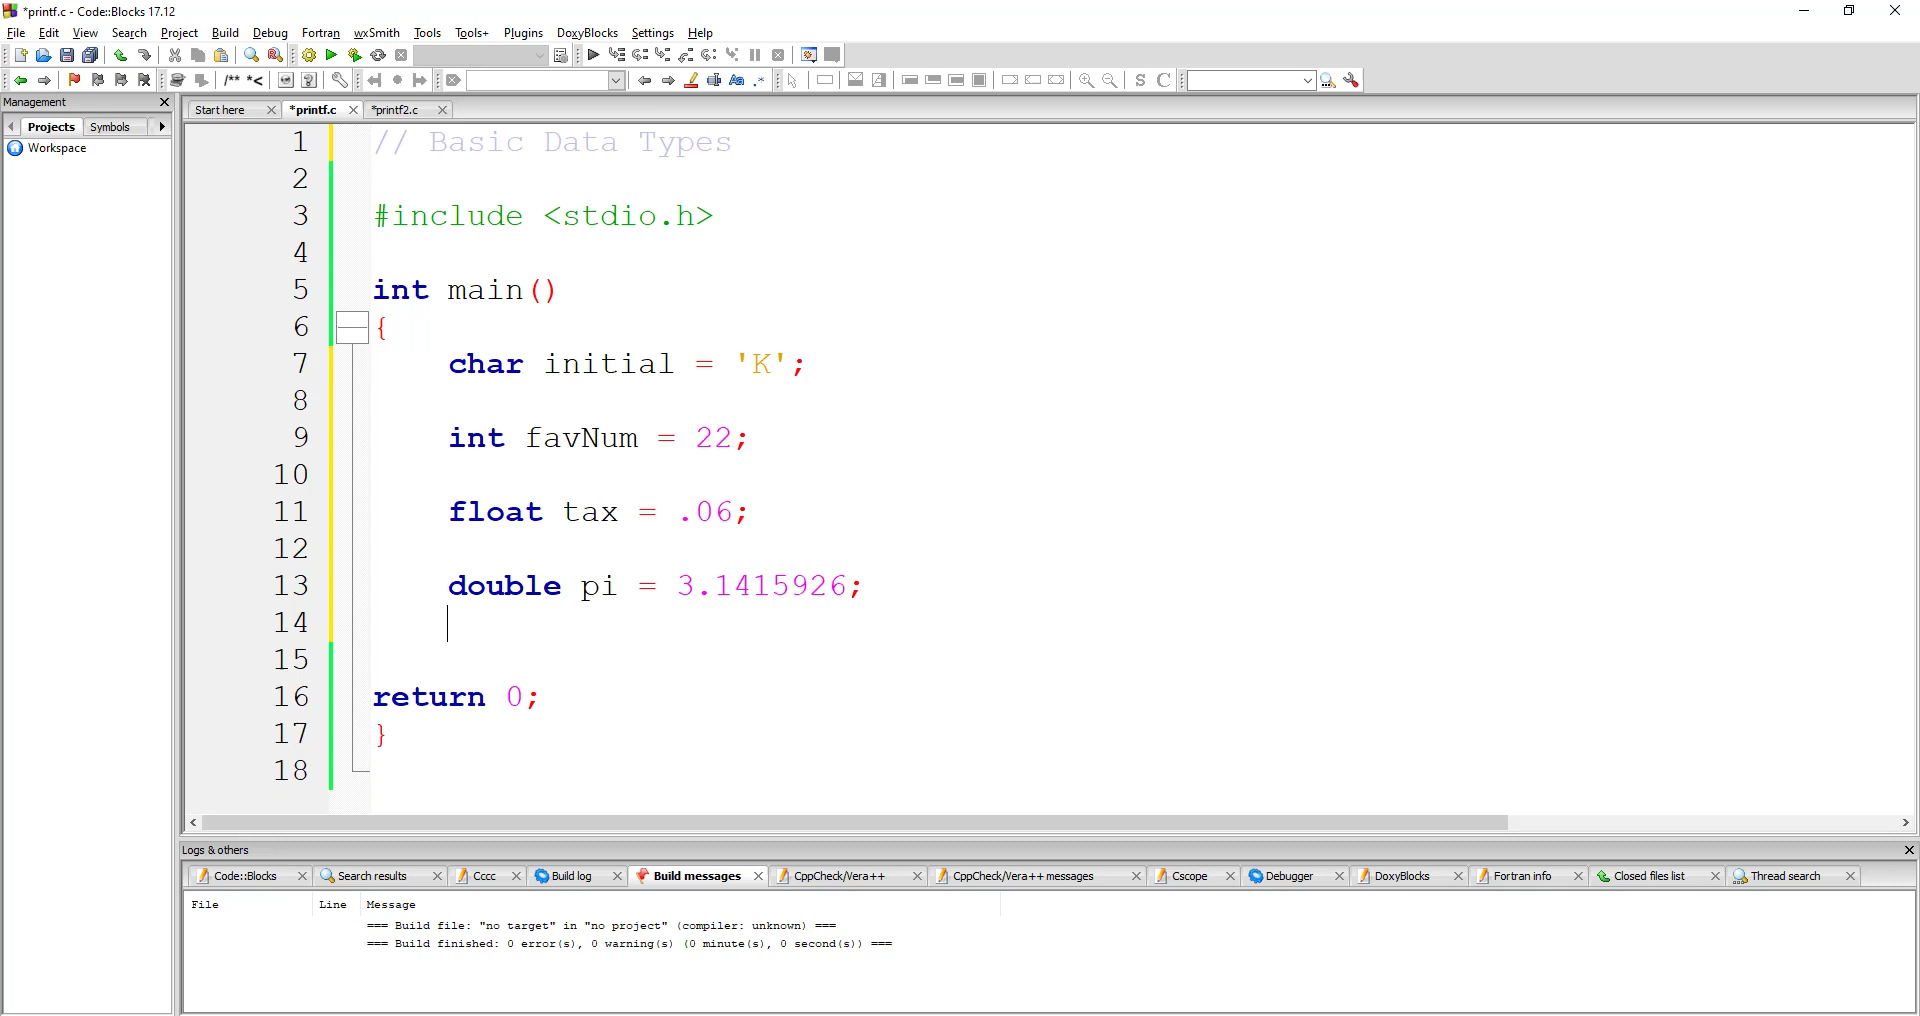 *printf.c - Code::Blocks 17.12
File Edit View Search Project Build Debug Fortran wxSmith Tools Tools+ Plugins DoxyBlocks Settings Help
/** *<
Aa .* S C
Management
Start here *printf.c *printf2.c
Projects Symbols
Workspace
1 // Basic Data Types
2
3 #include <stdio.h>
4
5 int main()
6 {
7 char initial = 'K';
8
9 int favNum = 22;
10
11 float tax = .06;
12
13 double pi = 3.1415926;
14
15
16 return 0;
17 }
18
Logs & others
Code::Blocks Search results Cccc Build log Build messages CppCheck/Vera++ CppCheck/Vera++ messages Cscope Debugger DoxyBlocks Fortran info Closed files list Thread search
File Line Message
=== Build file: "no target" in "no project" (compiler: unknown) ===
=== Build finished: 0 error(s), 0 warning(s) (0 minute(s), 0 second(s)) ===